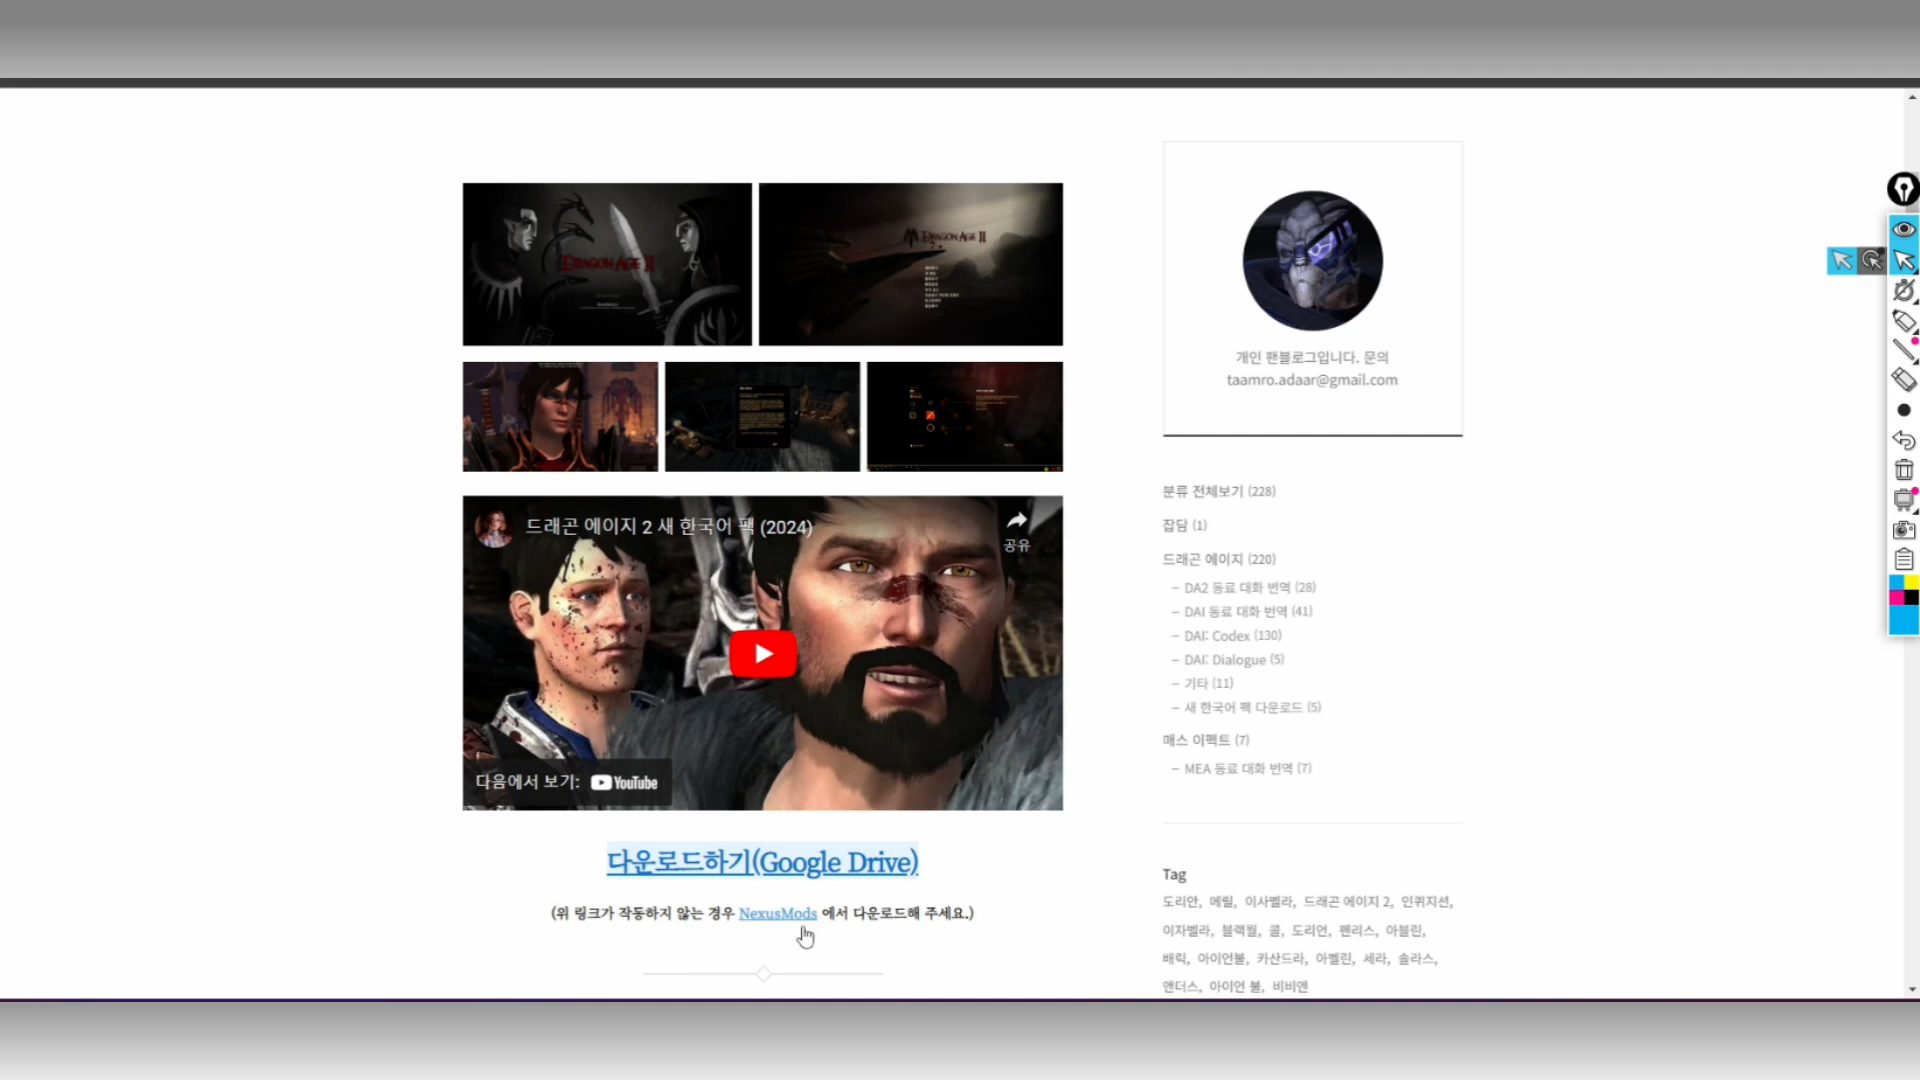 DRAGON AGE II
DRAGON AGE II
드래곤 에이지 2 새 한국어 팩 (2024)
공유
다음에서 보기: YouTube
다운로드하기(Google Drive)
(위 링크가 작동하지 않는 경우 NexusMods 에서 다운로드해 주세요.)
개인 팬블로그입니다. 문의
taamro.adaar@gmail.com
분류 전체보기 (228)
잡담 (1)
드래곤 에이지 (220)
– DA2 동료 대화 번역 (28)
– DAI 동료 대화 번역 (41)
– DAI: Codex (130)
– DAI: Dialogue (5)
– 기타 (11)
– 새 한국어 팩 다운로드 (5)
매스 이펙트 (7)
– MEA 동료 대화 번역 (7)
Tag
도리안, 메릴, 이사벨라, 드래곤 에이지 2, 인퀴지션,
이자벨라, 블랙월, 콜, 도리언, 펜리스, 아블린,
배릭, 아이언불, 카산드라, 아벨린, 세라, 솔라스,
앤더스, 아이언 불, 비비엔